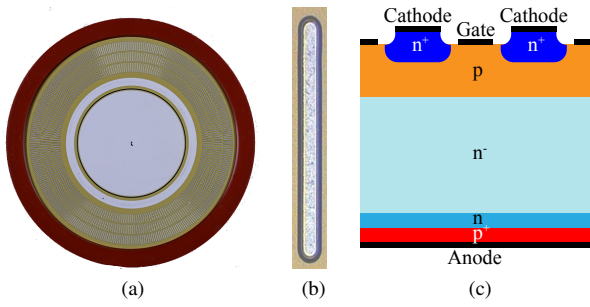 Cathode
Cathode
Gate
n+
n+
p
n-
n
p+
Anode
(a)
(b)
(c)